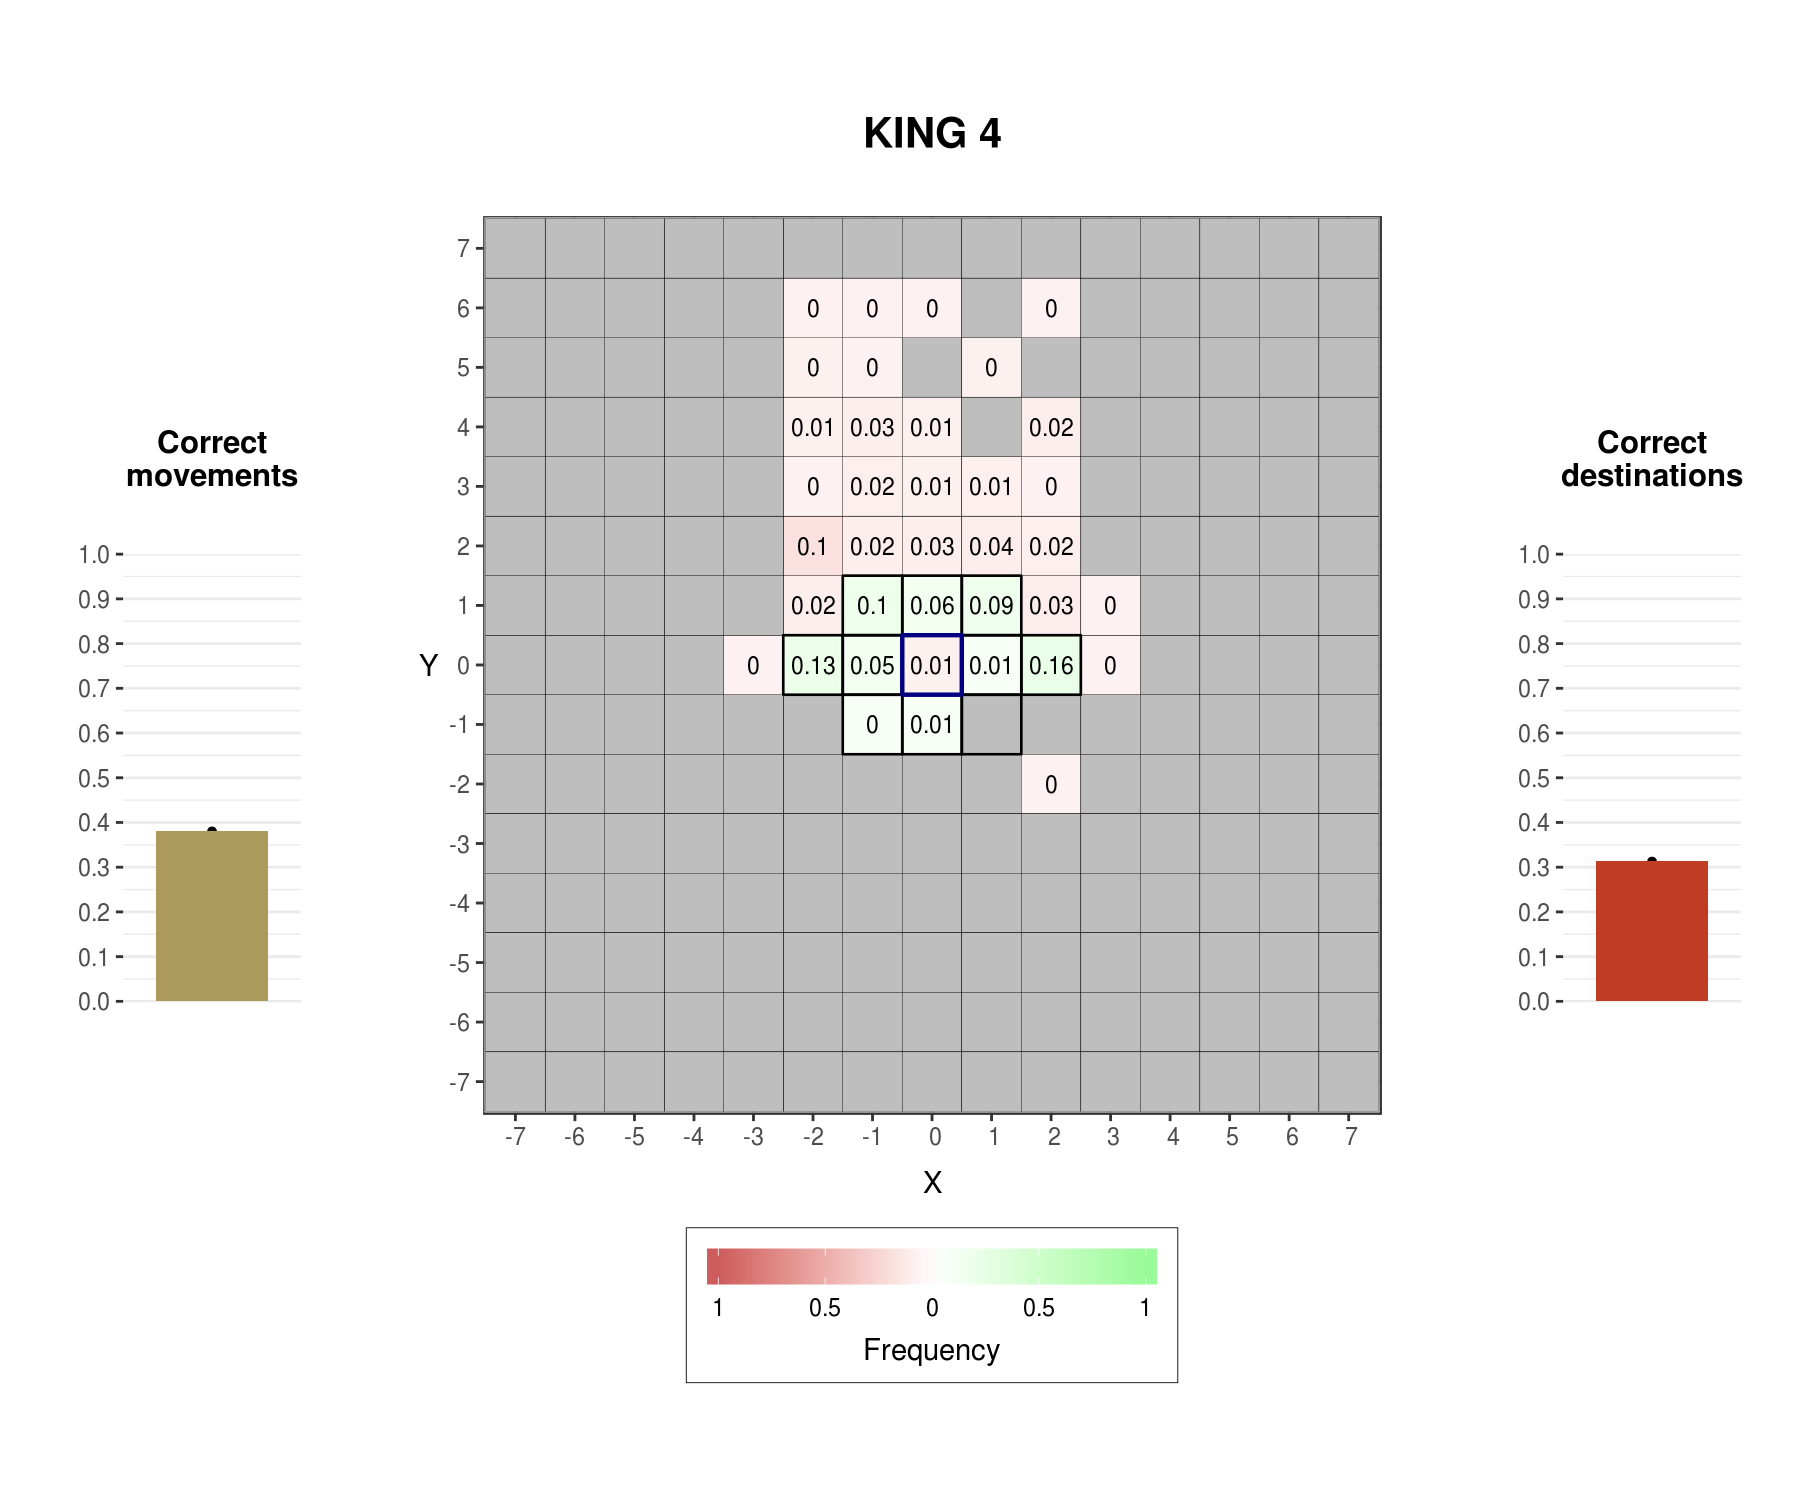 KING 4
Correct
movements
1.0
0.9
0.8
0.7
0.6
0.5
0.4
0.3
0.2
0.1
0.0
Y
7
6
5
4
3
2
1
0
-1
-2
-3
-4
-5
-6
-7
0 0 0 0
0 0 0
0.01 0.03 0.01 0.02
0 0.02 0.01 0.01 0
0.1 0.02 0.03 0.04 0.02
0.02 0.1 0.06 0.09 0.03 0
0 0.13 0.05 0.01 0.01 0.16 0
0 0.01
0
-7 -6 -5 -4 -3 -2 -1 0 1 2 3 4 5 6 7
X
1 0.5 0 0.5 1
Frequency
Correct
destinations
1.0
0.9
0.8
0.7
0.6
0.5
0.4
0.3
0.2
0.1
0.0